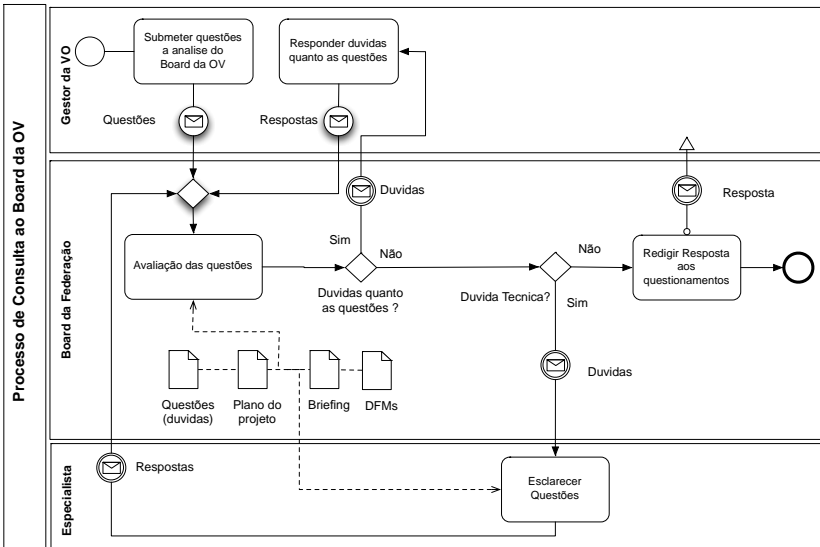 Processo de Consulta ao Board da OV
Gestor da VO
Submeter questões
a analise do
Board da OV
Responder duvidas
quanto as questões
Questões
Respostas
Board da Federação
Duvidas
Resposta
Sim
Não
Não
Avaliação das questões
Redigir Resposta
aos
questionamentos
Duvidas quanto
as questões ?
Duvida Tecnica?
Sim
Duvidas
Questões
(duvidas)
Plano do
projeto
Briefing
DFMs
Especialista
Respostas
Esclarecer
Questões